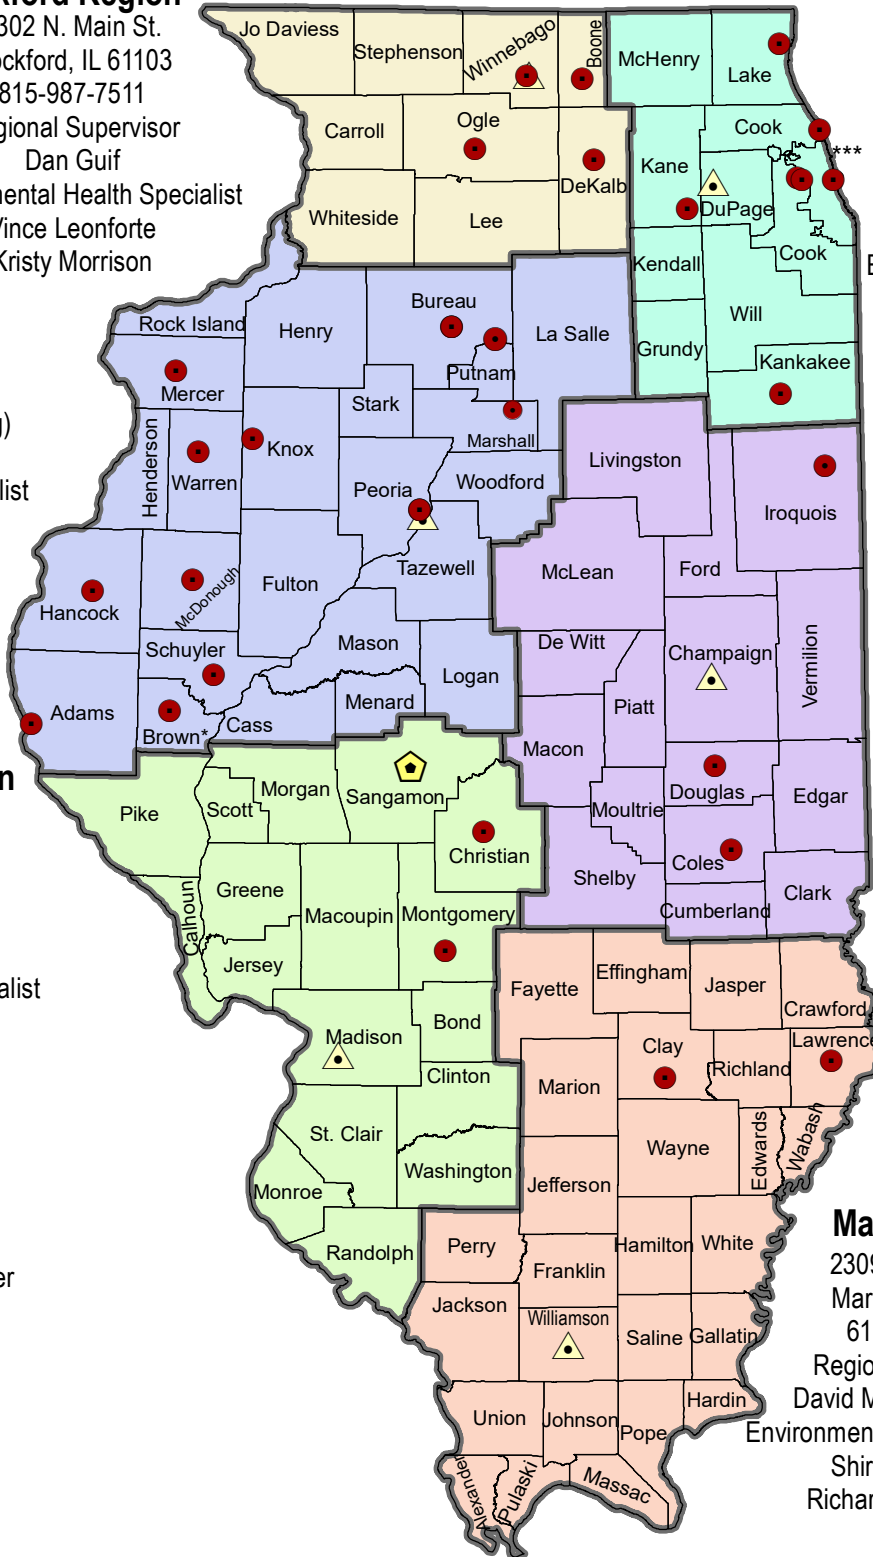 ford Region
302 N. Main St.
ckford, IL 61103
815-987-7511
gional Supervisor
Dan Guif
mental Health Specialist
Vince Leonforte
Kristy Morrison
Jo Daviess
Stephenson
Winnebago
Boone
McHenry
Lake
Carroll
Ogle
DeKalb
Kane
Cook
***
DuPage
Whiteside
Lee
Kendall
Cook
E
Rock Island
Henry
Bureau
La Salle
Will
Grundy
Putnam
Kankakee
Mercer
Stark
g)
Henderson
Warren
Knox
Marshall
list
Peoria
Woodford
Livingston
Iroquois
Hancock
McDonough
Fulton
Tazewell
McLean
Ford
Schuyler
Mason
De Witt
Champaign
Vermilion
Adams
Brown*
Cass
Menard
Logan
Piatt
Macon
n
Pike
Scott
Morgan
Sangamon
Moultrie
Douglas
Edgar
Christian
Coles
Shelby
Clark
Calhoun
Greene
Macoupin
Montgomery
Cumberland
Jersey
alist
Fayette
Effingham
Jasper
Crawford
Madison
Bond
Clay
Lawrence
Clinton
Marion
Richland
St. Clair
Wayne
Edwards
Wabash
Washington
Monroe
Jefferson
Randolph
Perry
Hamilton
White
Ma
2309
er
Franklin
Mar
Jackson
Williamson
Saline
Gallatin
61
Regio
Hardin
David M
Union
Johnson
Pope
Environmen
Alexander
Pulaski
Massac
Shir
Richar